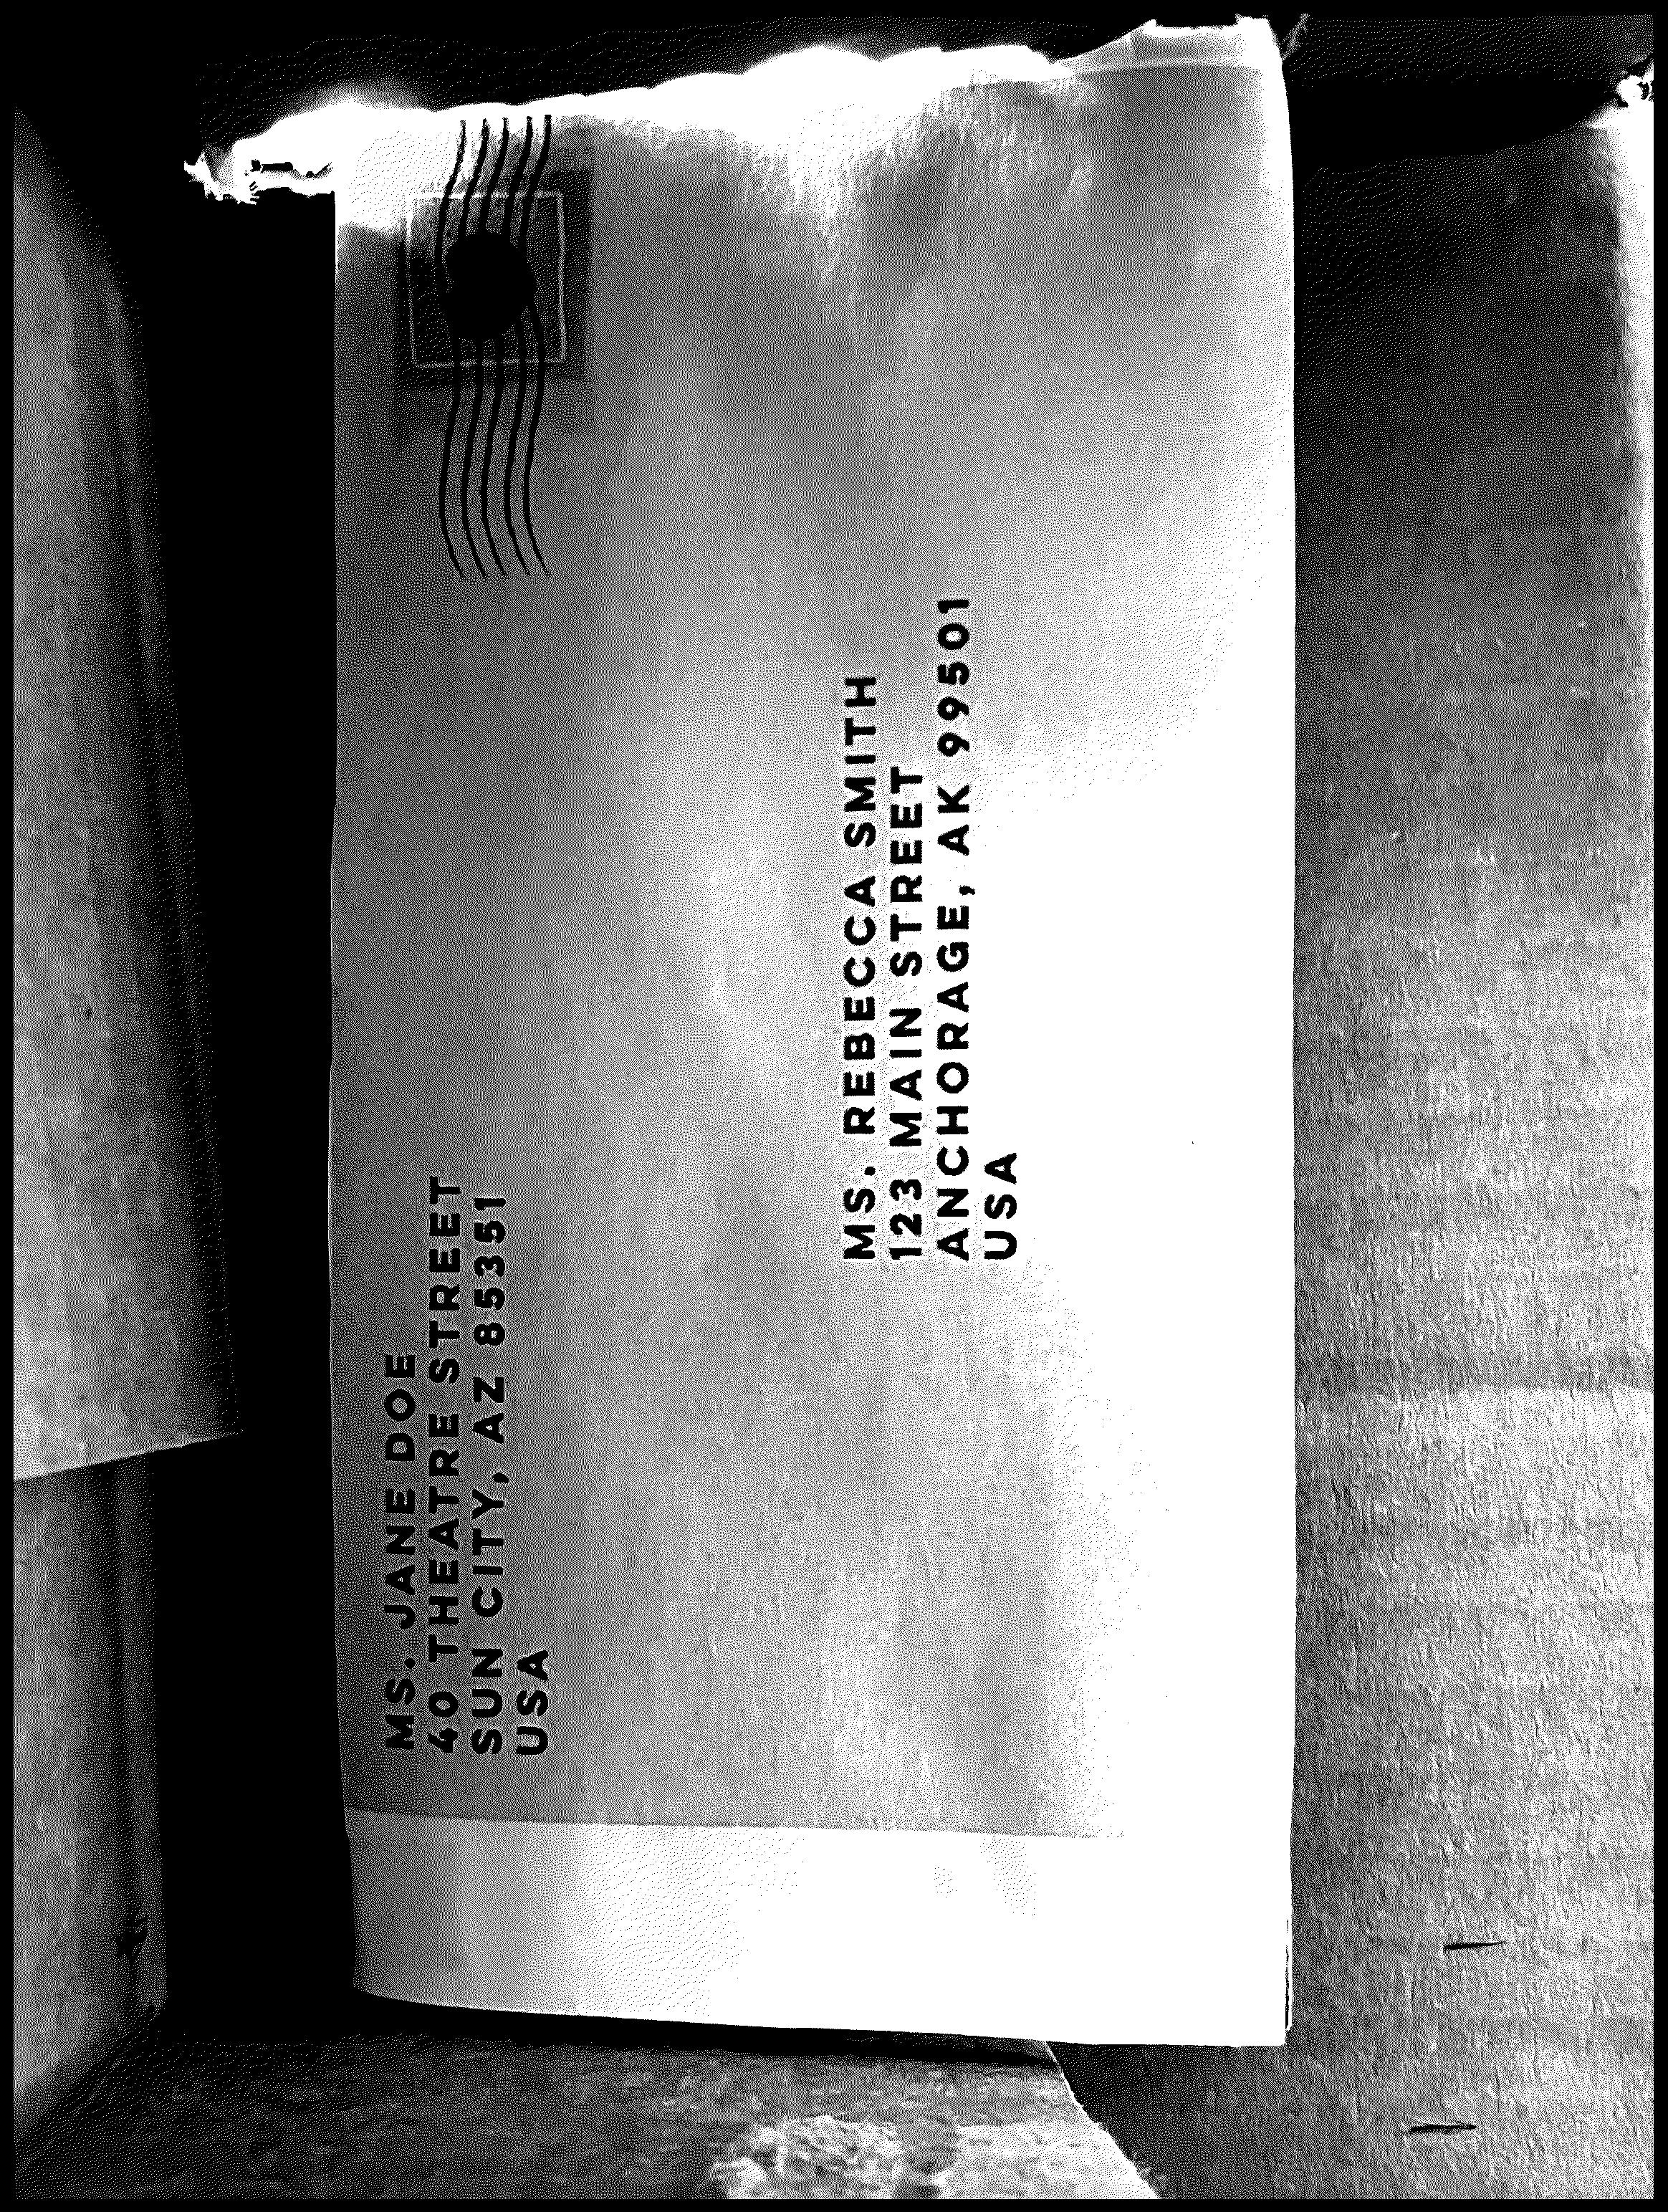 MS. JANE DOE
40 THEATRE STREET
SUN CITY, AZ 85351
USA
MS. REBECCA SMITH
123 MAIN STREET
ANCHORAGE, AK 99501
USA